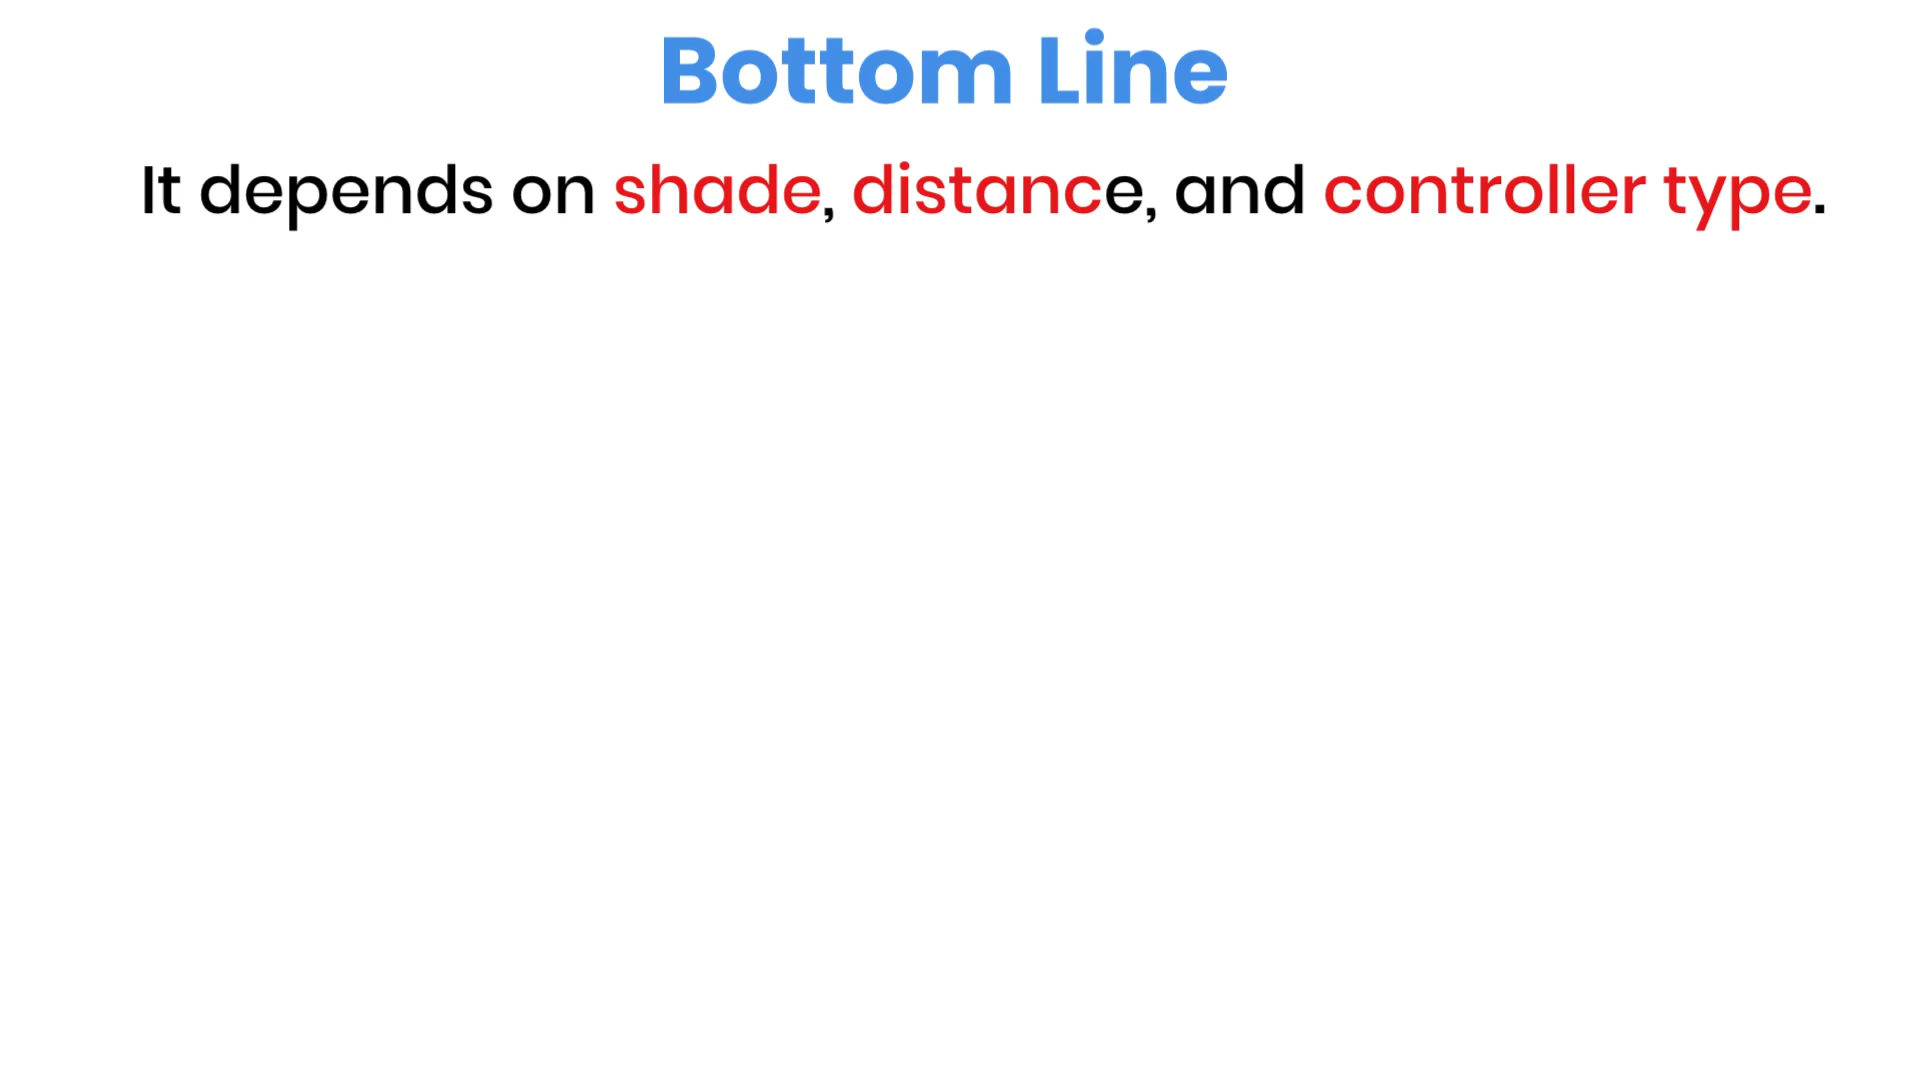 Bottom Line
It depends on shade, distance, and controller type.